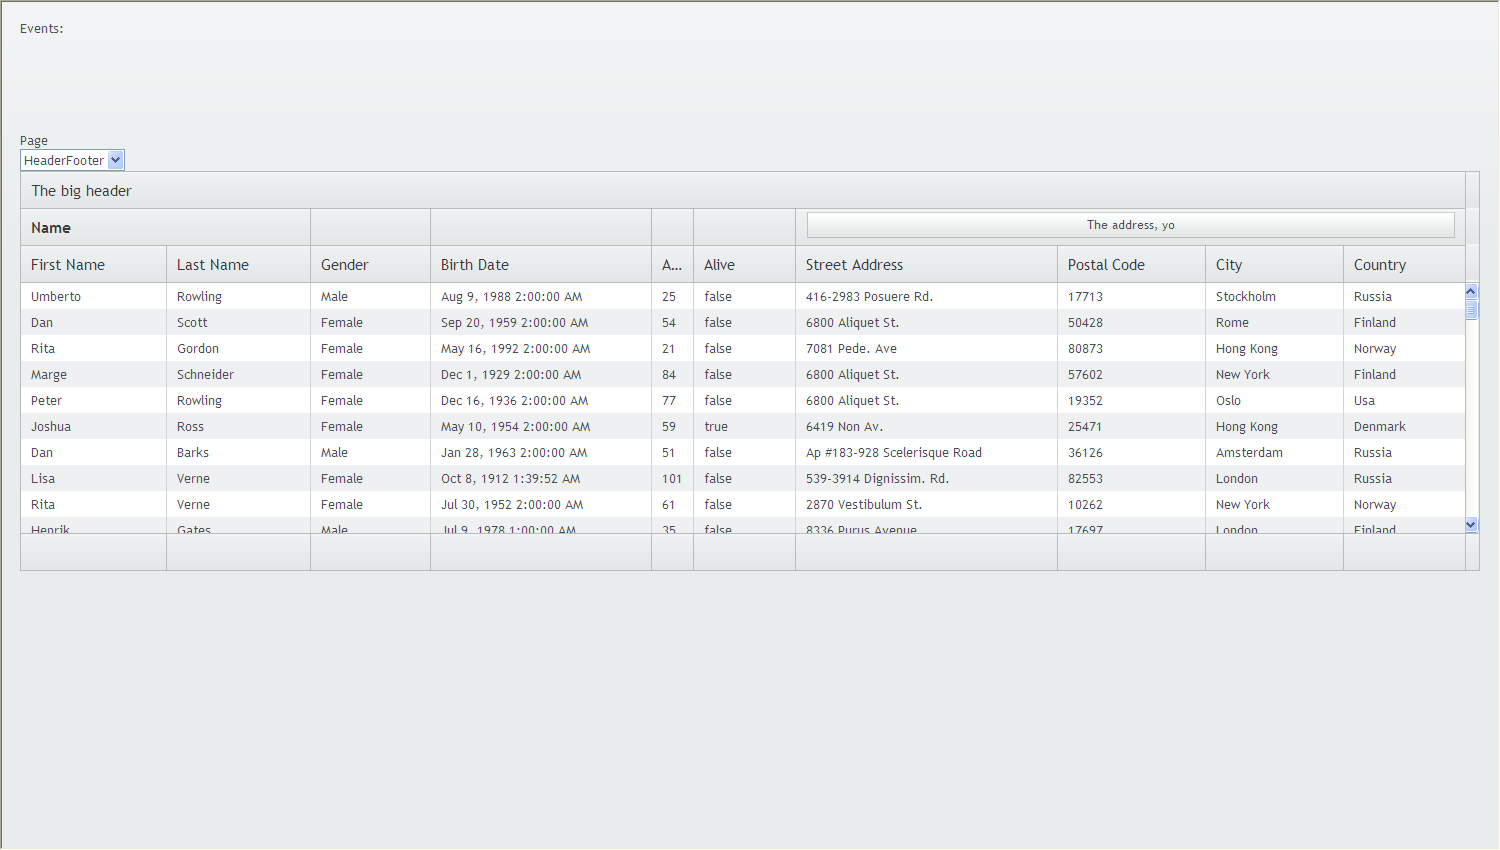 Events:
Page
HeaderFooter
The big header
Name The address, yo
First Name Last Name Gender Birth Date A... Alive Street Address Postal Code City Country
Umberto Rowling Male Aug 9, 1988 2:00:00 AM 25 false 416-2983 Posuere Rd. 17713 Stockholm Russia
Dan Scott Female Sep 20, 1959 2:00:00 AM 54 false 6800 Aliquet St. 50428 Rome Finland
Rita Gordon Female May 16, 1992 2:00:00 AM 21 false 7081 Pede. Ave 80873 Hong Kong Norway
Marge Schneider Female Dec 1, 1929 2:00:00 AM 84 false 6800 Aliquet St. 57602 New York Finland
Peter Rowling Female Dec 16, 1936 2:00:00 AM 77 false 6800 Aliquet St. 19352 Oslo Usa
Joshua Ross Female May 10, 1954 2:00:00 AM 59 true 6419 Non Av. 25471 Hong Kong Denmark
Dan Barks Male Jan 28, 1963 2:00:00 AM 51 false Ap #183-928 Scelerisque Road 36126 Amsterdam Russia
Lisa Verne Female Oct 8, 1912 1:39:52 AM 101 false 539-3914 Dignissim. Rd. 82553 London Russia
Rita Verne Female Jul 30, 1952 2:00:00 AM 61 false 2870 Vestibulum St. 10262 New York Norway
Henrik Gates Male Jul 9, 1978 1:00:00 AM 35 false 8336 Purus Avenue 17697 London Finland